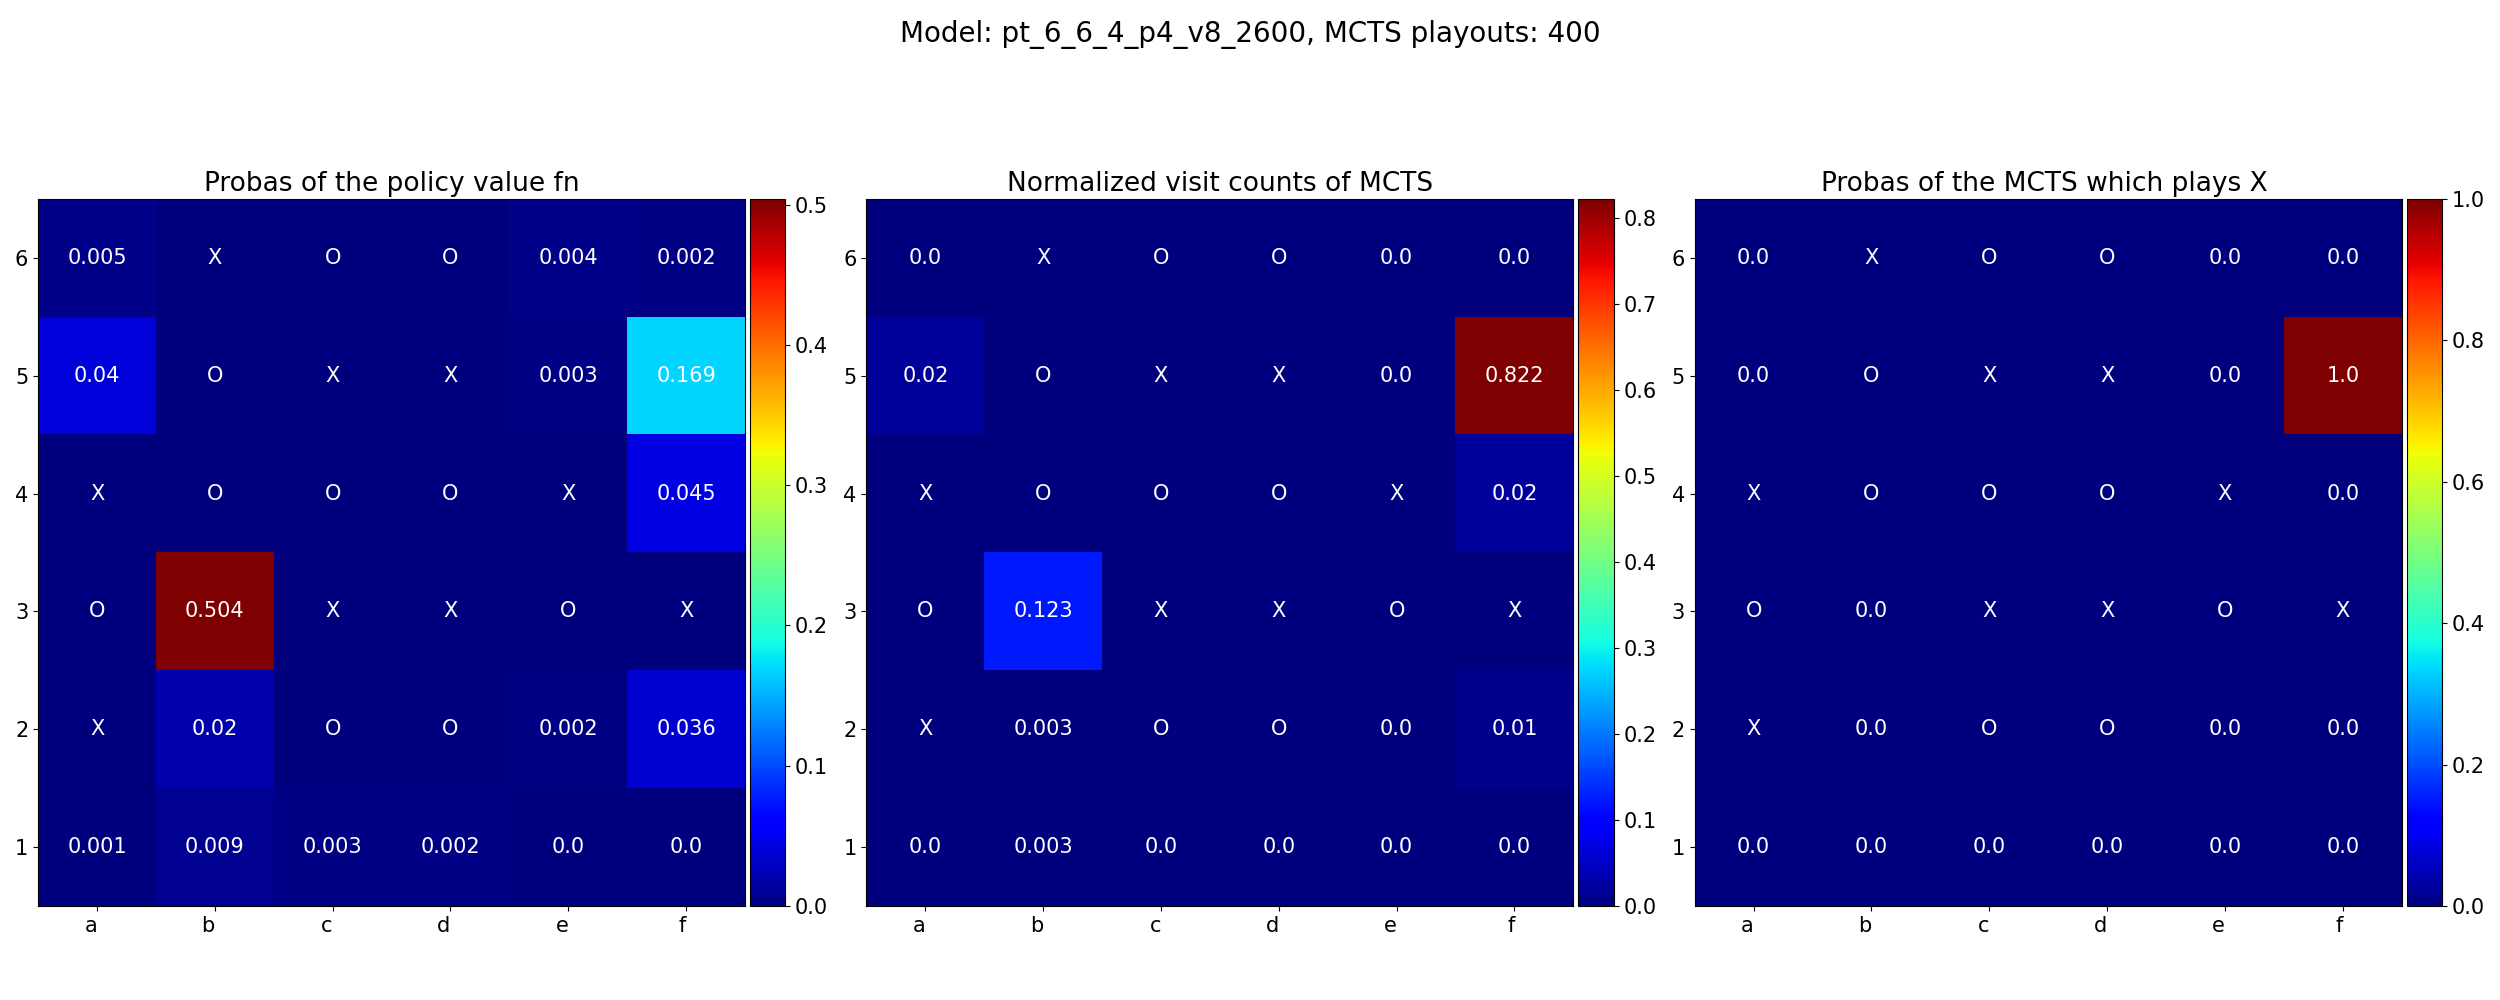 Model: pt_6_6_4_p4_v8_2600, MCTS playouts: 400
Probas of the policy value fn
6 0.005 X O O 0.004 0.002
5 0.04 O X X 0.003 0.169
4 X O O O X 0.045
3 O 0.504 X X O X
2 X 0.02 O O 0.002 0.036
1 0.001 0.009 0.003 0.002 0.0 0.0
a b c d e f
0.5
0.4
0.3
0.2
0.1
0.0
Normalized visit counts of MCTS
6 0.0 X O O 0.0 0.0
5 0.02 O X X 0.0 0.822
4 X O O O X 0.02
3 O 0.123 X X O X
2 X 0.003 O O 0.0 0.01
1 0.0 0.003 0.0 0.0 0.0 0.0
a b c d e f
0.8
0.7
0.6
0.5
0.4
0.3
0.2
0.1
0.0
Probas of the MCTS which plays X
6 0.0 X O O 0.0 0.0
5 0.0 O X X 0.0 1.0
4 X O O O X 0.0
3 O 0.0 X X O X
2 X 0.0 O O 0.0 0.0
1 0.0 0.0 0.0 0.0 0.0 0.0
a b c d e f
1.0
0.8
0.6
0.4
0.2
0.0